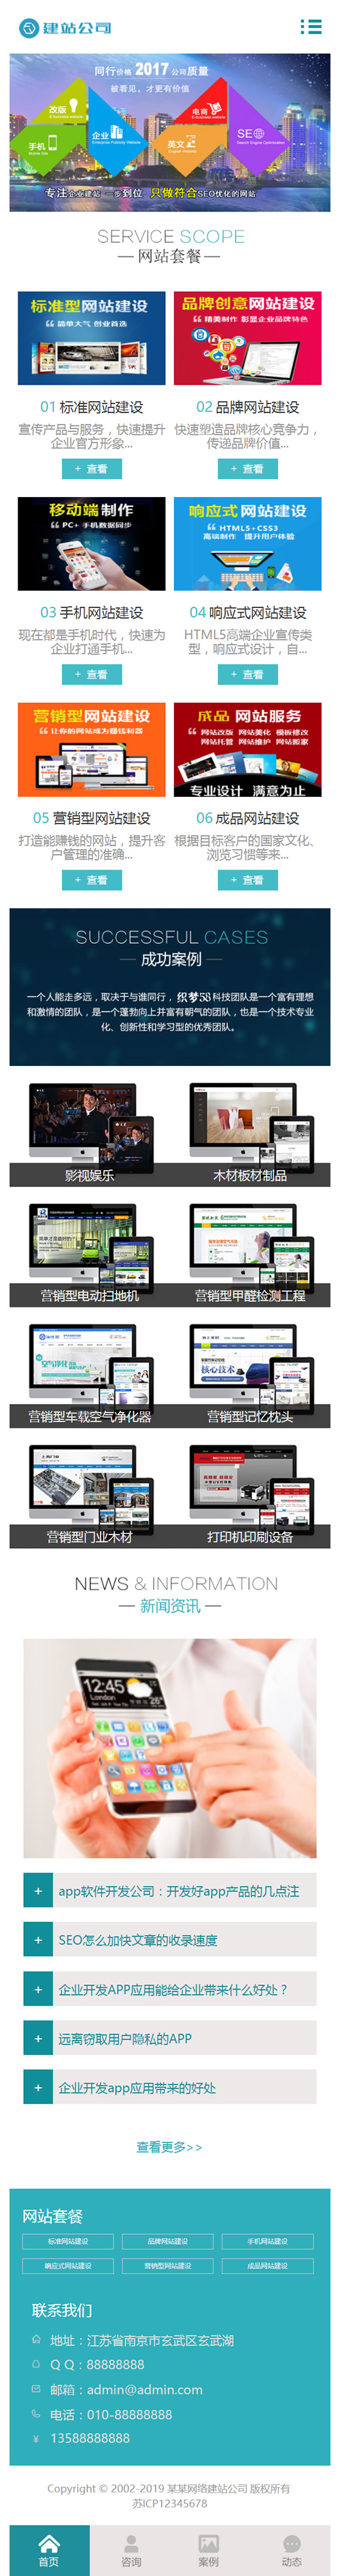 建站公司
同行价格 2017 公司质量
被看见，才更有价值
改版
E-business website
电商
E-business website
手机
Mobile Site
企业
Enterprise Publicity Website
英文
English Website
SEO
Search Engine Optimization
专注企业建站 一步到位 只做符合SEO优化的网站
SERVICE SCOPE
网站套餐
标准型网站建设
简单大气 创业首选
品牌创意网站建设
精美制作 彰显企业品牌特色
01 标准网站建设
宣传产品与服务，快速提升
企业官方形象...
+ 查看
02 品牌网站建设
快速塑造品牌核心竞争力，
传递品牌价值...
+ 查看
移动端制作
PC+ 手机数据同步
响应式网站建设
HTML5+CSS3
高端制作 提升用户体验
03 手机网站建设
现在都是手机时代，快速为
企业打通手机...
+ 查看
04 响应式网站建设
HTML5高端企业宣传类
型，响应式设计，自...
+ 查看
营销型网站建设
让你的网站成为赚钱利器
成品 网站服务
网站改版 网站美化 模板修改
网站托管 网站维护 网站搬家
专业设计 满意为止
05 营销型网站建设
打造能赚钱的网站，提升客
户管理的准确...
+ 查看
06 成品网站建设
根据目标客户的国家文化、
浏览习惯等来...
+ 查看
SUCCESSFUL CASES
成功案例
一个人能走多远，取决于与谁同行，织梦58科技团队是一个富有理想
和激情的团队，是一个蓬勃向上并富有朝气的团队，也是一个技术专业
化、创新性和学习型的优秀团队。
影视娱乐
木材板材制品
营销型电动扫地机
营销型甲醛检测工程
空气净化
核心技术
营销型车载空气净化器
营销型记忆枕头
营销型门业木材
打印机印刷设备
NEWS & INFORMATION
新闻资讯
12:45
London
+ app软件开发公司：开发好app产品的几点注
+ SEO怎么加快文章的收录速度
+ 企业开发APP应用能给企业带来什么好处？
+ 远离窃取用户隐私的APP
+ 企业开发app应用带来的好处
查看更多>>
网站套餐
标准网站建设
品牌网站建设
手机网站建设
响应式网站建设
营销型网站建设
成品网站建设
联系我们
地址：江苏省南京市玄武区玄武湖
Q Q：88888888
邮箱：admin@admin.com
电话：010-88888888
¥ 13588888888
Copyright © 2002-2019 某某网络建站公司 版权所有
苏ICP12345678
首页
咨询
案例
动态